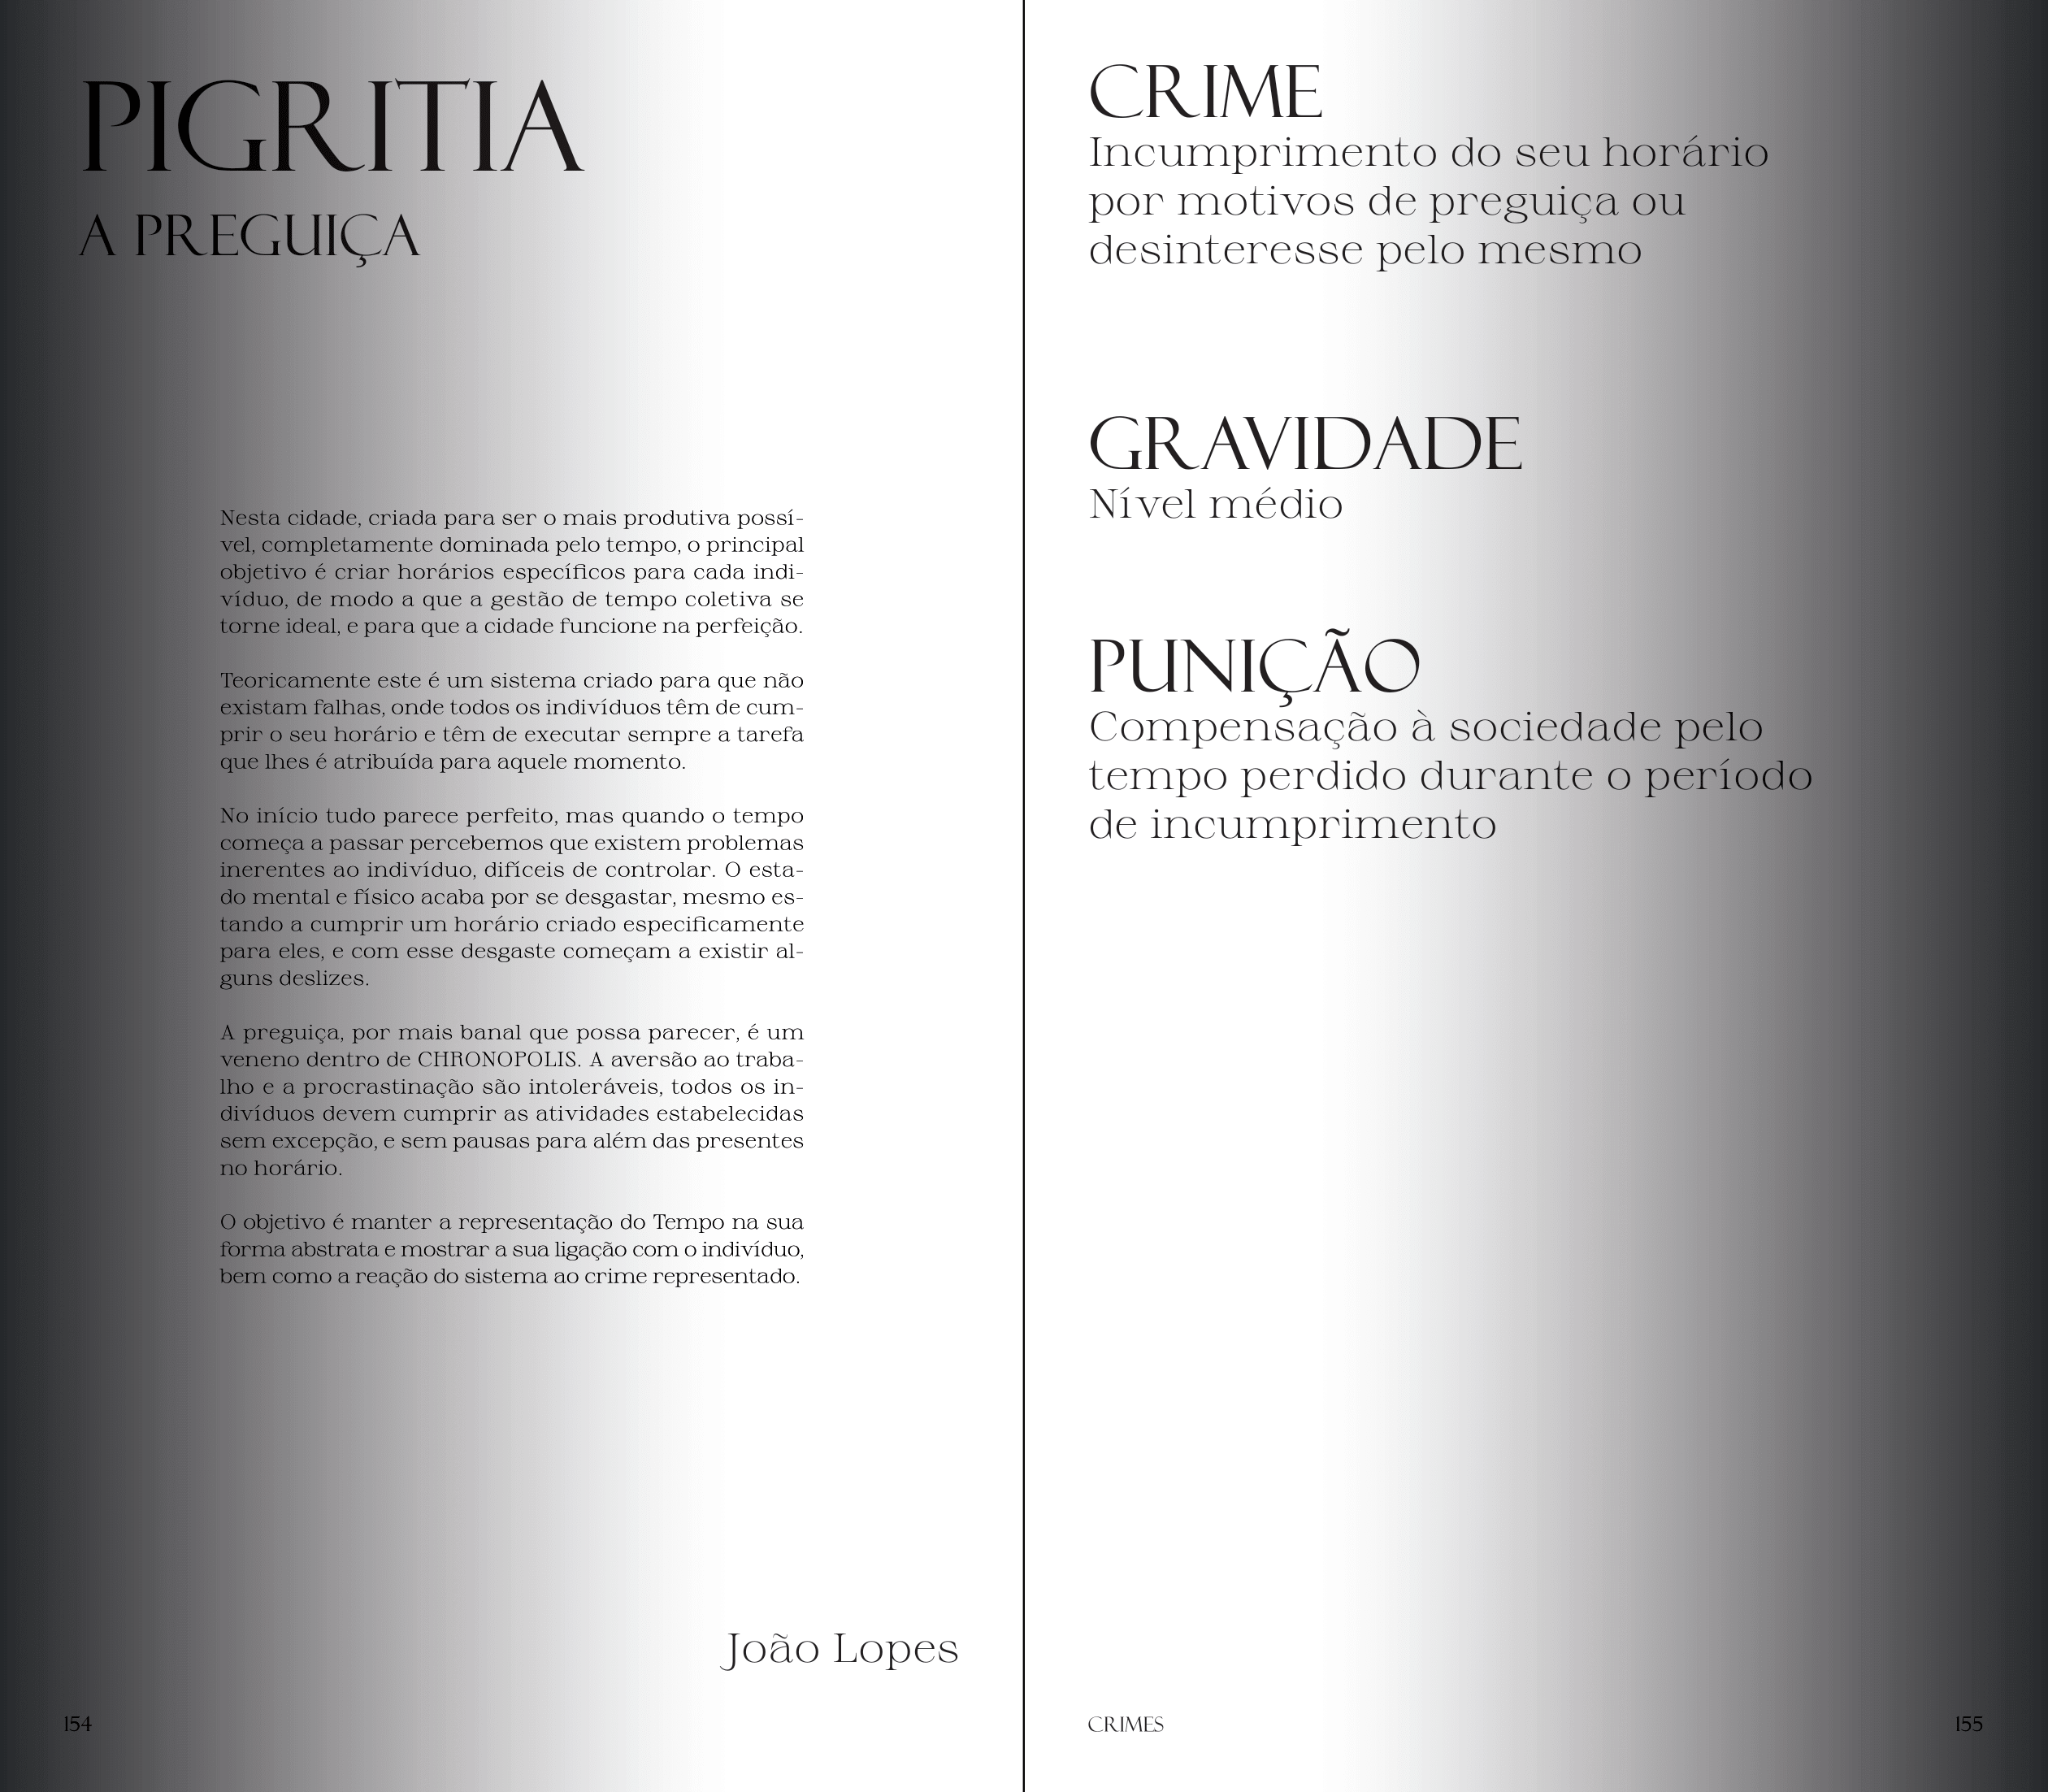 PIGRITIA
A PREGUIÇA
Nesta cidade, criada para ser o mais produtiva possí-
vel, completamente dominada pelo tempo, o principal
objetivo é criar horários específicos para cada indi-
víduo, de modo a que a gestão de tempo coletiva se
torne ideal, e para que a cidade funcione na perfeição.
Teoricamente este é um sistema criado para que não
existam falhas, onde todos os indivíduos têm de cum-
prir o seu horário e têm de executar sempre a tarefa
que lhes é atribuída para aquele momento.
No início tudo parece perfeito, mas quando o tempo
começa a passar percebemos que existem problemas
inerentes ao indivíduo, difíceis de controlar. O esta-
do mental e físico acaba por se desgastar, mesmo es-
tando a cumprir um horário criado especificamente
para eles, e com esse desgaste começam a existir al-
guns deslizes.
A preguiça, por mais banal que possa parecer, é um
veneno dentro de CHRONOPOLIS. A aversão ao traba-
lho e a procrastinação são intoleráveis, todos os in-
divíduos devem cumprir as atividades estabelecidas
sem excepção, e sem pausas para além das presentes
no horário.
O objetivo é manter a representação do Tempo na sua
forma abstrata e mostrar a sua ligação com o indivíduo,
bem como a reação do sistema ao crime representado.
João Lopes
154
CRIME
Incumprimento do seu horário
por motivos de preguiça ou
desinteresse pelo mesmo
GRAVIDADE
Nível médio
PUNIÇÃO
Compensação à sociedade pelo
tempo perdido durante o período
de incumprimento
CRIMES
155